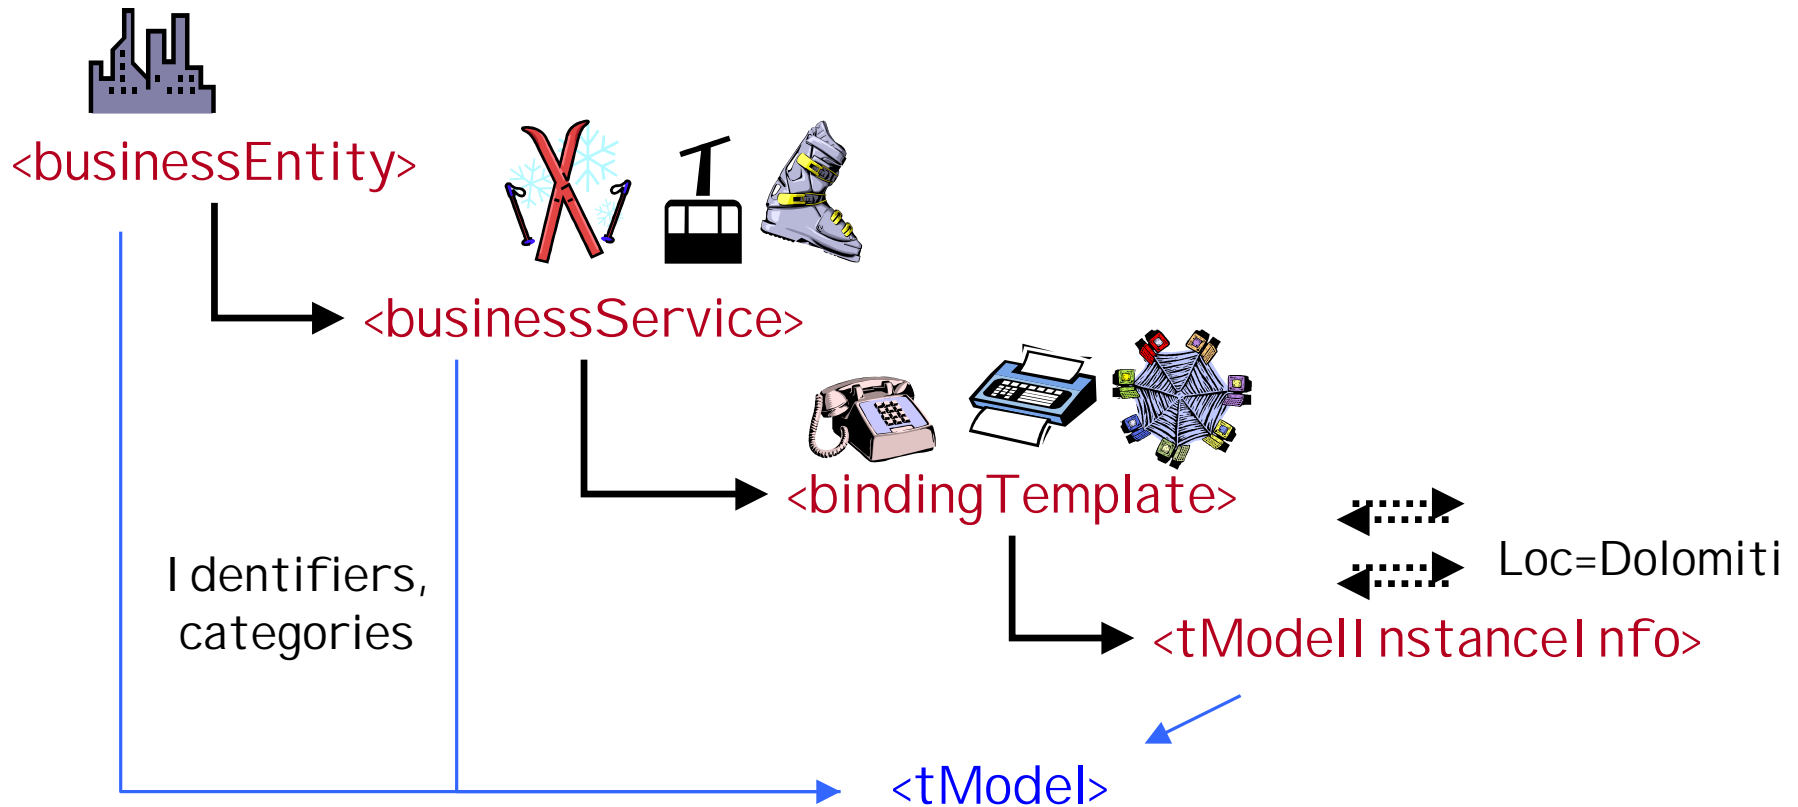 <businessEntity>
<businessService>
<bindingTemplate>
Identifiers,
categories
Loc=Dolomiti
<tModelInstanceInfo>
<tModel>